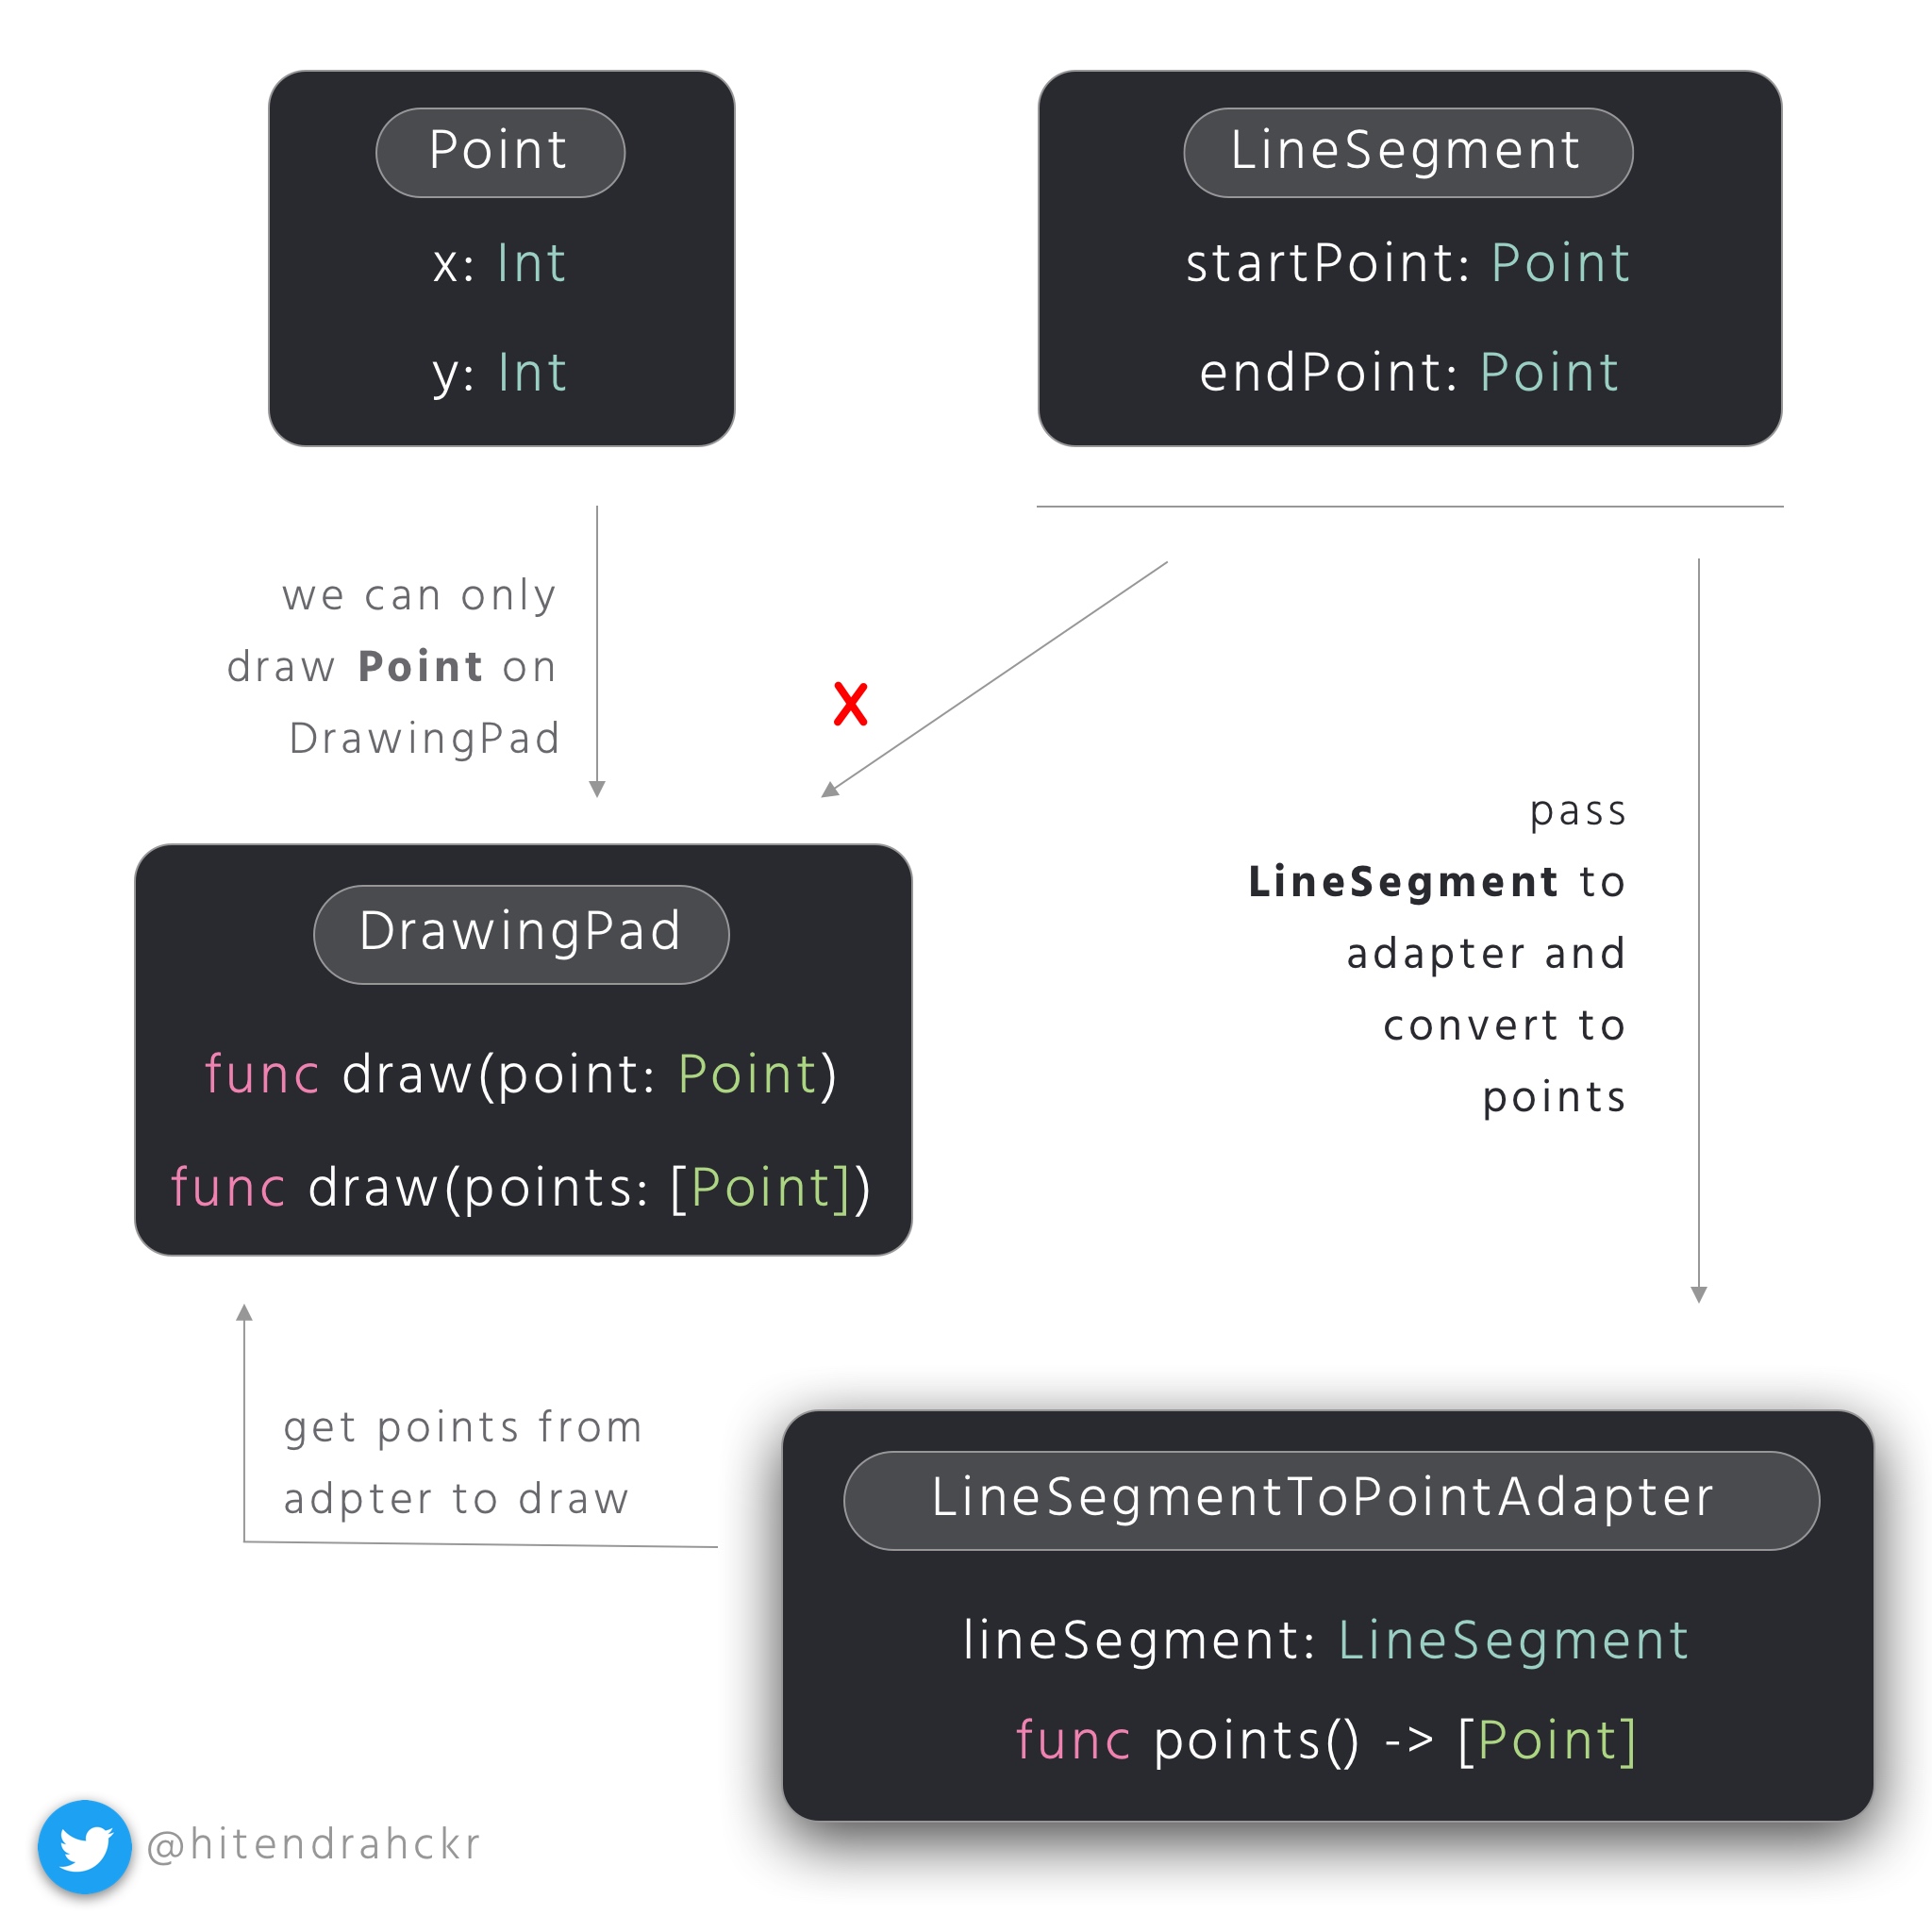 Point
x: Int
y: Int
LineSegment
startPoint: Point
endPoint: Point
we can only
draw Point on
DrawingPad
X
pass
LineSegment to
adapter and
convert to
points
DrawingPad
func draw(point: Point)
func draw(points: [Point])
get points from
adpter to draw
LineSegmentToPointAdapter
lineSegment: LineSegment
func points() -> [Point]
@hitendrahckr